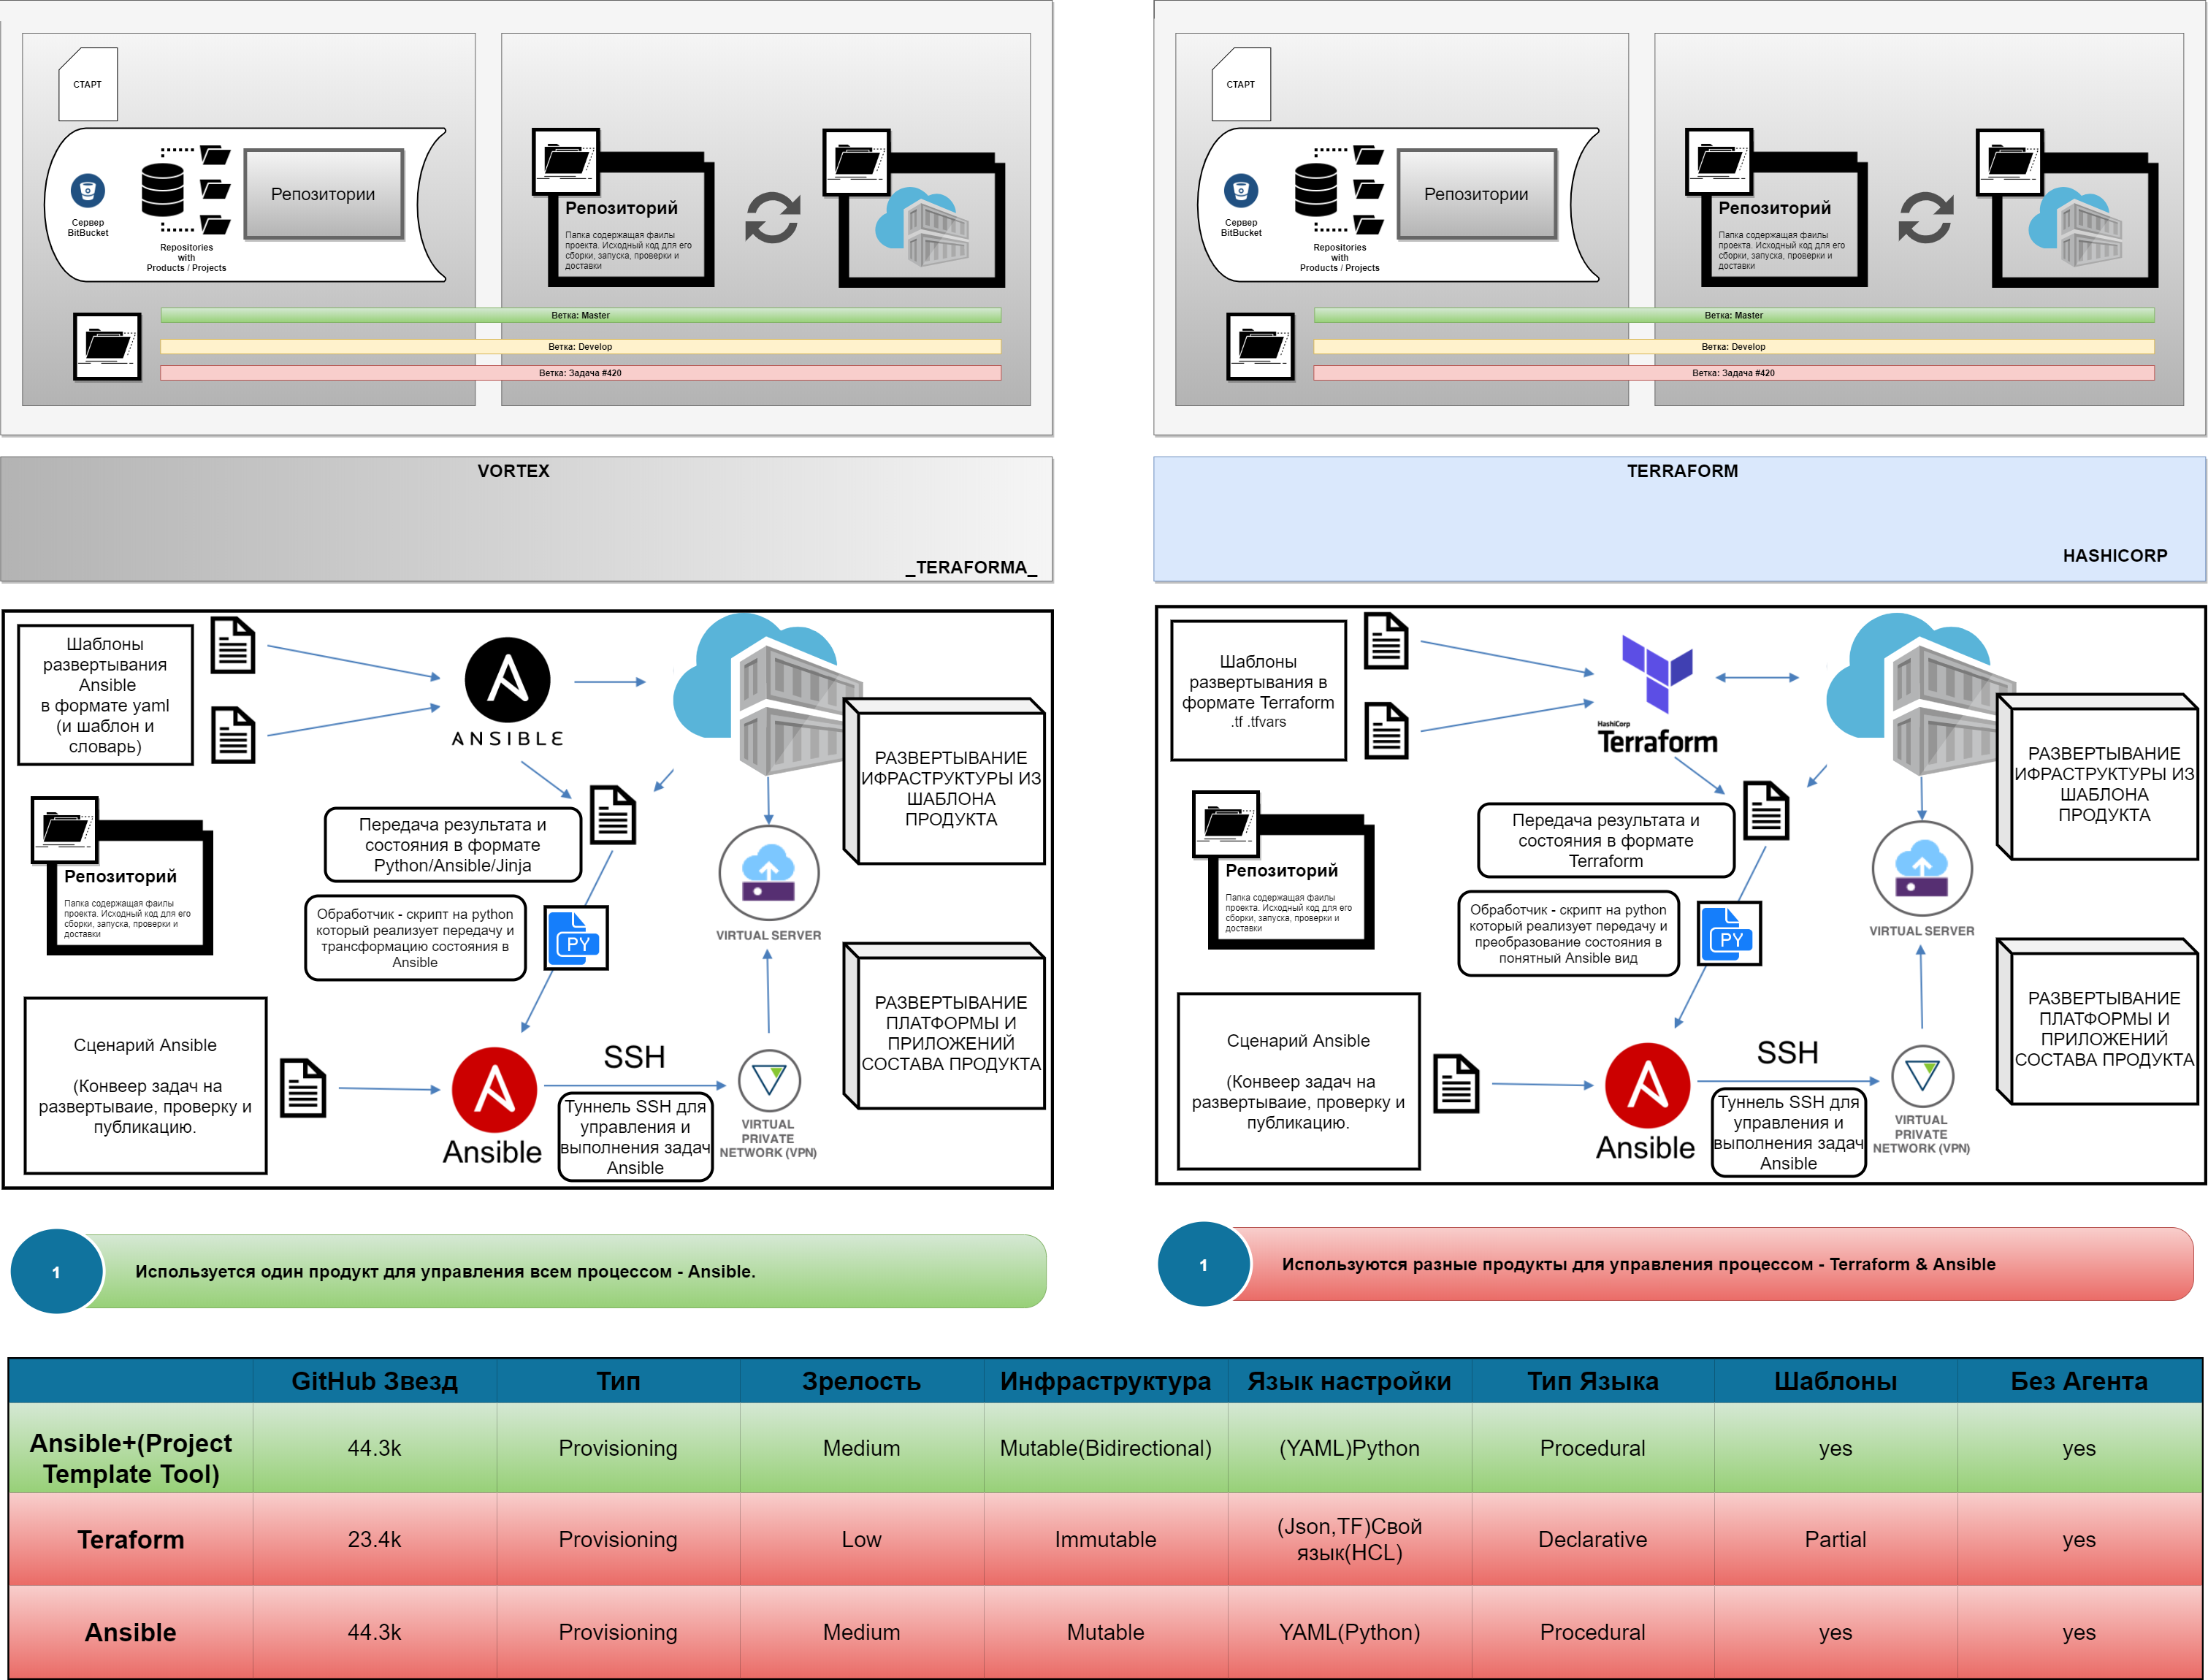 СТАРТ
Сервер
BitBucket
Repositories
with
Products / Projects
Репозитории
Репозиторий
Папка содержащая фаилы
проекта. Исходный код для его
сборки, запуска, проверки и
доставки
Ветка: Master
Ветка: Develop
Ветка: Задача #420
СТАРТ
Сервер
BitBucket
Repositories
with
Products / Projects
Репозитории
Репозиторий
Папка содержащая фаилы
проекта. Исходный код для его
сборки, запуска, проверки и
доставки
Ветка: Master
Ветка: Develop
Ветка: Задача #420
VORTEX
_TERAFORMA_
TERRAFORM
HASHICORP
Шаблоны
развертывания
Ansible
в формате yaml
(и шаблон и
словарь)
ANSIBLE
РАЗВЕРТЫВАНИЕ
ИФРАСТРУКТУРЫ ИЗ
ШАБЛОНА
ПРОДУКТА
Передача результата и
состояния в формате
Python/Ansible/Jinja
Репозиторий
Папка содержащая фаилы
проекта. Исходный код для его
сборки, запуска, проверки и
доставки
Обработчик - скрипт на python
который реализует передачу и
трансформацию состояния в
Ansible
PY
VIRTUAL SERVER
РАЗВЕРТЫВАНИЕ
ПЛАТФОРМЫ И
ПРИЛОЖЕНИЙ
СОСТАВА ПРОДУКТА
Сценарий Ansible
(Конвеер задач на
развертываие, проверку и
публикацию.
Ansible
SSH
Туннель SSH для
управления и
выполнения задач
Ansible
VIRTUAL
PRIVATE
NETWORK (VPN)
Шаблоны
развертывания в
формате Terraform
.tf .tfvars
HashiCorp
Terraform
РАЗВЕРТЫВАНИЕ
ИФРАСТРУКТУРЫ ИЗ
ШАБЛОНА
ПРОДУКТА
Передача результата и
состояния в формате
Terraform
Репозиторий
Папка содержащая фаилы
проекта. Исходный код для его
сборки, запуска, проверки и
доставки
Обработчик - скрипт на python
который реализует передачу и
преобразование состояния в
понятный Ansible вид
PY
VIRTUAL SERVER
РАЗВЕРТЫВАНИЕ
ПЛАТФОРМЫ И
ПРИЛОЖЕНИЙ
СОСТАВА ПРОДУКТА
Сценарий Ansible
(Конвеер задач на
развертываие, проверку и
публикацию.
Ansible
SSH
Туннель SSH для
управления и
выполнения задач
Ansible
VIRTUAL
PRIVATE
NETWORK (VPN)
1
Используется один продукт для управления всем процессом - Ansible.
1
Используются разные продукты для управления процессом - Terraform & Ansible
GitHub Звезд Тип Зрелость Инфраструктура Язык настройки Тип Языка Шаблоны Без Агента
Ansible+(Project
Template Tool) 44.3k Provisioning Medium Mutable(Bidirectional) (YAML)Python Procedural yes yes
Teraform 23.4k Provisioning Low Immutable (Json,TF)Свой
язык(HCL) Declarative Partial yes
Ansible 44.3k Provisioning Medium Mutable YAML(Python) Procedural yes yes